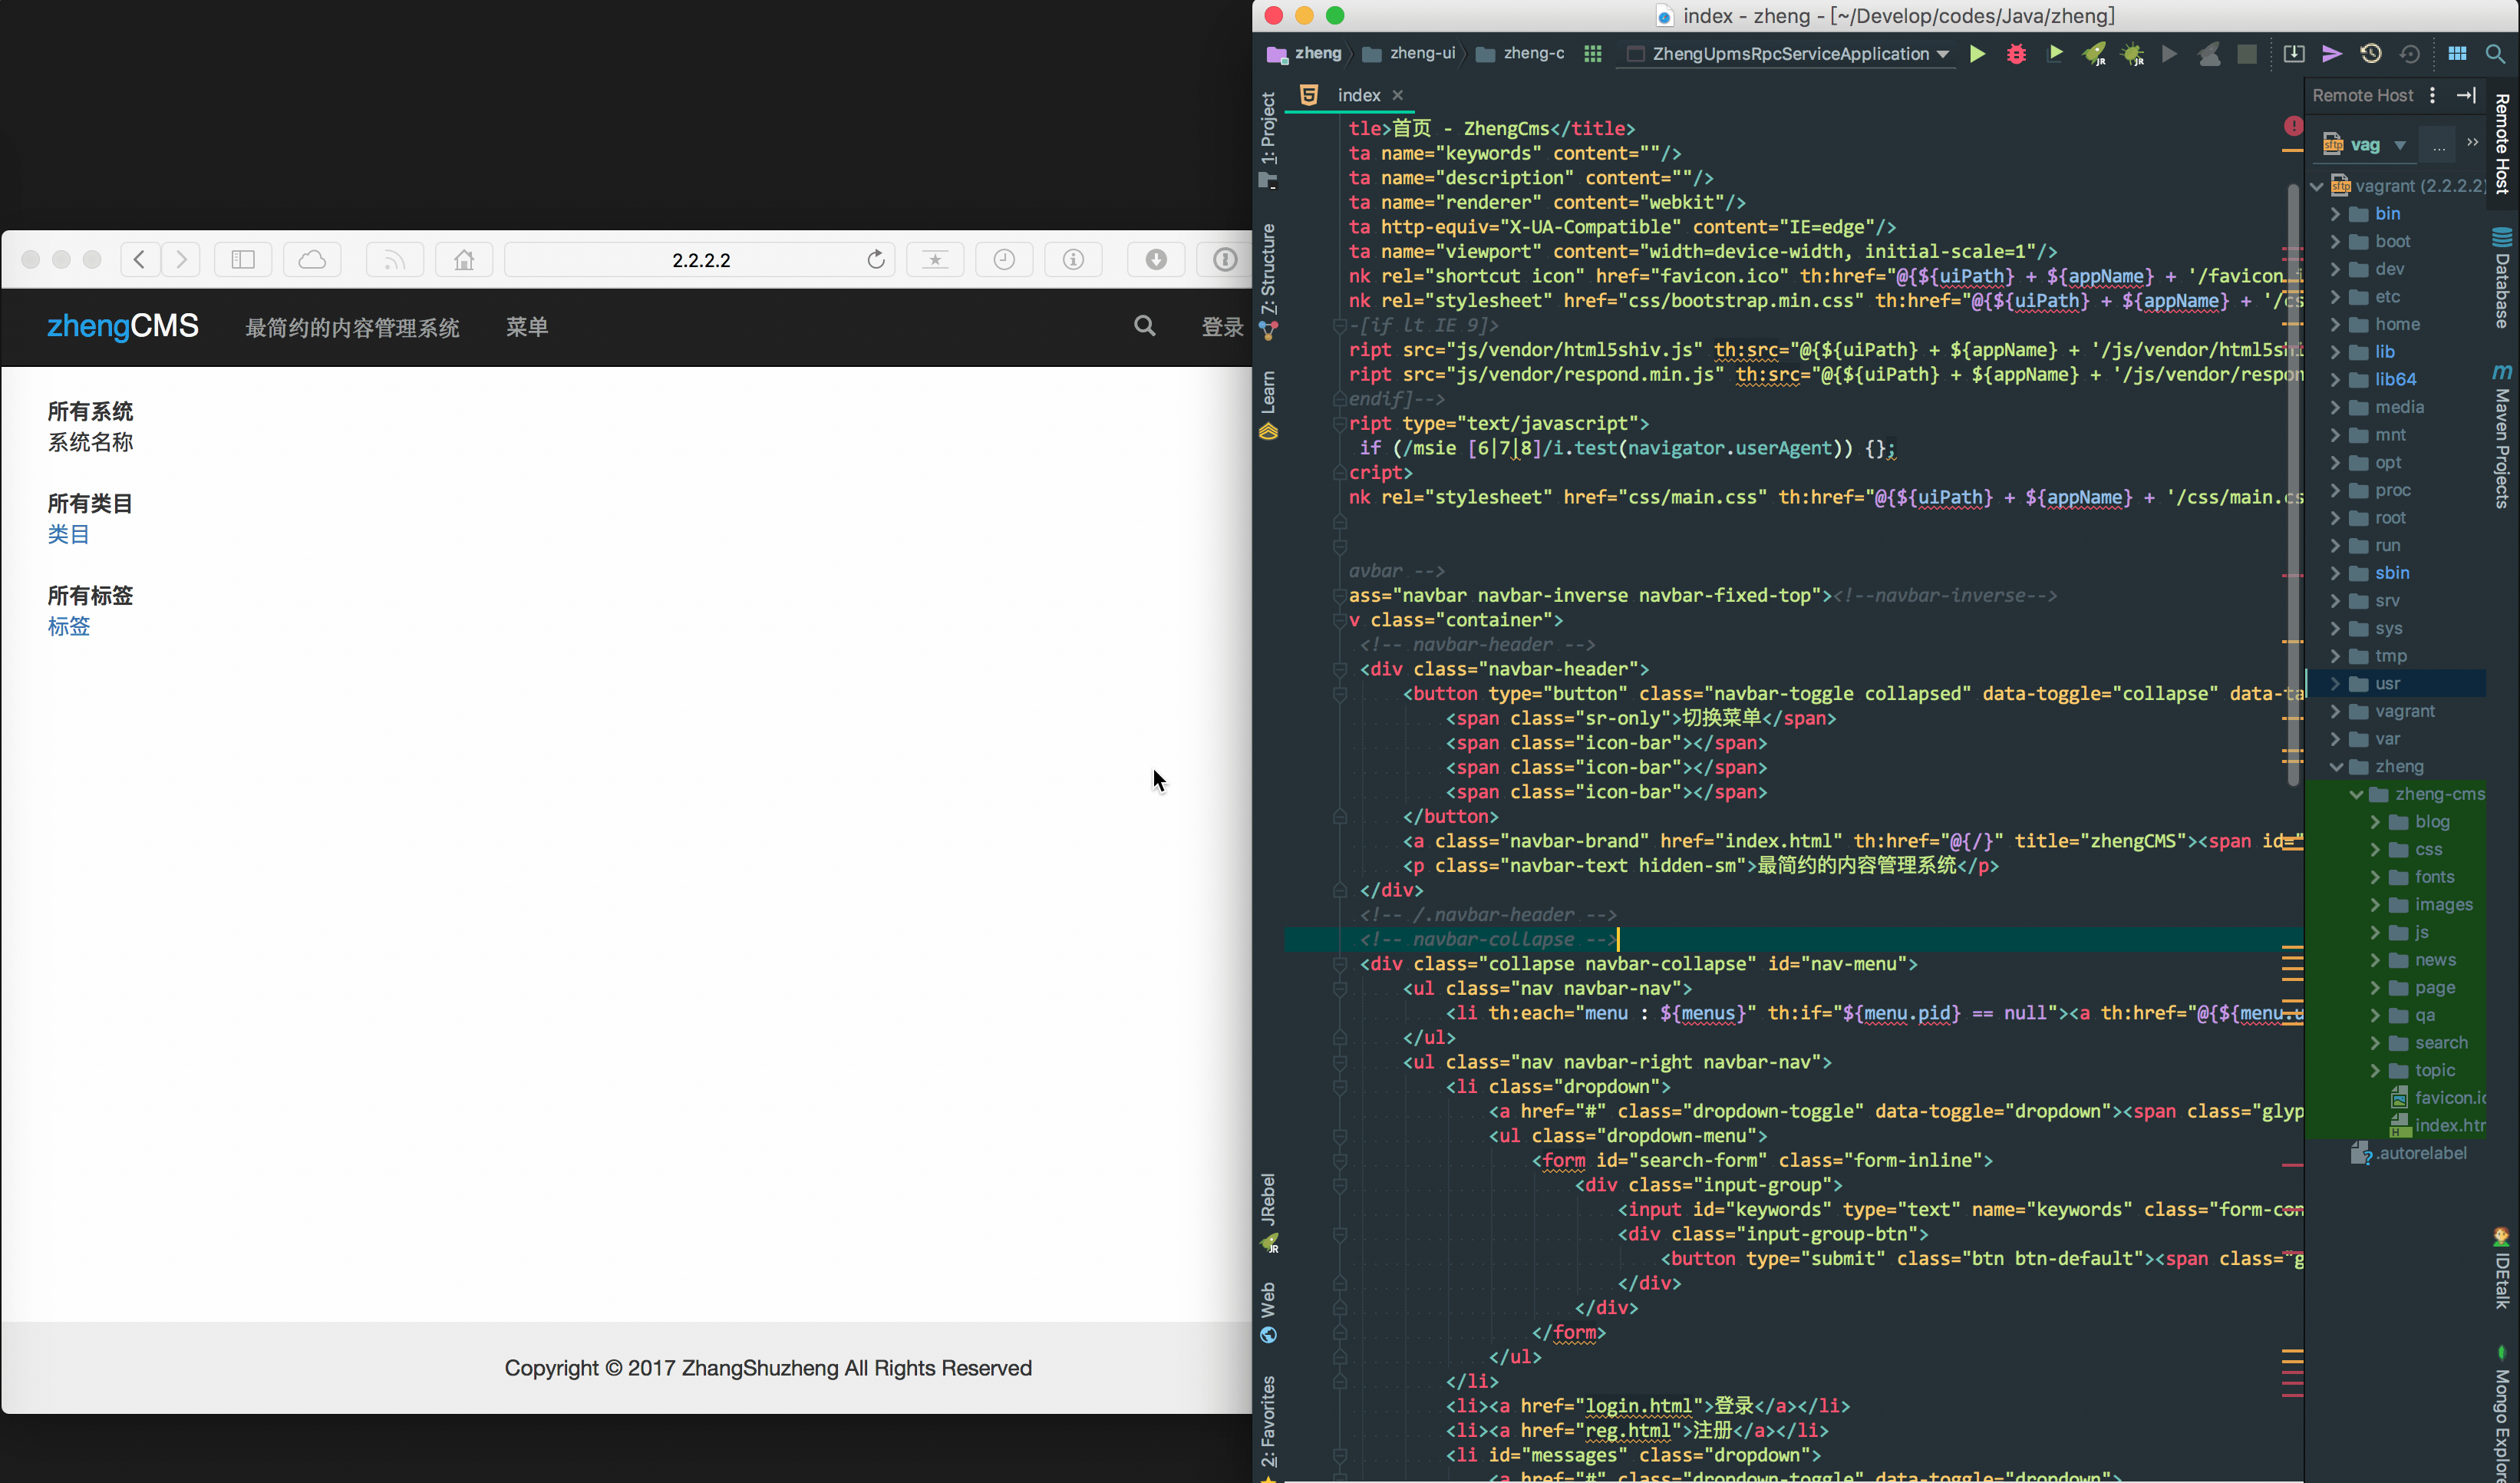 2.2.2.2
zhengCMS 最简约的内容管理系统 菜单 登录
所有系统
系统名称
所有类目
类目
所有标签
标签
Copyright © 2017 ZhangShuzheng All Rights Reserved
index - zheng - [~/Develop/codes/Java/zheng]
zheng zheng-ui zheng-c ZhengUpmsRpcServiceApplication
1: Project
Z: Structure
Learn
JRebel
Web
2: Favorites
index
tle>首页 - ZhengCms</title>
ta name="keywords" content=""/>
ta name="description" content=""/>
ta name="renderer" content="webkit"/>
ta http-equiv="X-UA-Compatible" content="IE=edge"/>
ta name="viewport" content="width=device-width, initial-scale=1"/>
nk rel="shortcut icon" href="favicon.ico" th:href="@{${uiPath} + ${appName} + '/favicon.i
nk rel="stylesheet" href="css/bootstrap.min.css" th:href="@{${uiPath} + ${appName} + '/cs
-[if lt IE 9]>
ript src="js/vendor/html5shiv.js" th:src="@{${uiPath} + ${appName} + '/js/vendor/html5shi
ript src="js/vendor/respond.min.js" th:src="@{${uiPath} + ${appName} + '/js/vendor/respon
endif]-->
ript type="text/javascript">
if (/msie [6|7|8]/i.test(navigator.userAgent)) {};
cript>
nk rel="stylesheet" href="css/main.css" th:href="@{${uiPath} + ${appName} + '/css/main.cs
avbar -->
ass="navbar navbar-inverse navbar-fixed-top"><!--navbar-inverse-->
v class="container">
<!-- navbar-header -->
<div class="navbar-header">
<button type="button" class="navbar-toggle collapsed" data-toggle="collapse" data-ta
<span class="sr-only">切换菜单</span>
<span class="icon-bar"></span>
<span class="icon-bar"></span>
<span class="icon-bar"></span>
</button>
<a class="navbar-brand" href="index.html" th:href="@{/}" title="zhengCMS"><span id="
<p class="navbar-text hidden-sm">最简约的内容管理系统</p>
</div>
<!-- /.navbar-header -->
<!-- navbar-collapse -->
<div class="collapse navbar-collapse" id="nav-menu">
<ul class="nav navbar-nav">
<li th:each="menu : ${menus}" th:if="${menu.pid} == null"><a th:href="@{${menu.u
</ul>
<ul class="nav navbar-right navbar-nav">
<li class="dropdown">
<a href="#" class="dropdown-toggle" data-toggle="dropdown"><span class="glyp
<ul class="dropdown-menu">
<form id="search-form" class="form-inline">
<div class="input-group">
<input id="keywords" type="text" name="keywords" class="form-con
<div class="input-group-btn">
<button type="submit" class="btn btn-default"><span class="g
</div>
</div>
</form>
</ul>
</li>
<li><a href="login.html">登录</a></li>
<li><a href="reg.html">注册</a></li>
<li id="messages" class="dropdown">
<a href="#" class="dropdown-toggle" data-toggle="dropdown">
Remote Host
vag ... »
vagrant (2.2.2.2)
bin
boot
dev
etc
home
lib
lib64
media
mnt
opt
proc
root
run
sbin
srv
sys
tmp
usr
vagrant
var
zheng
zheng-cms
blog
css
fonts
images
js
news
page
qa
search
topic
favicon.ic
index.htr
.autorelabel
Remote Host
Database
Maven Projects
IDEtalk
Mongo Explore